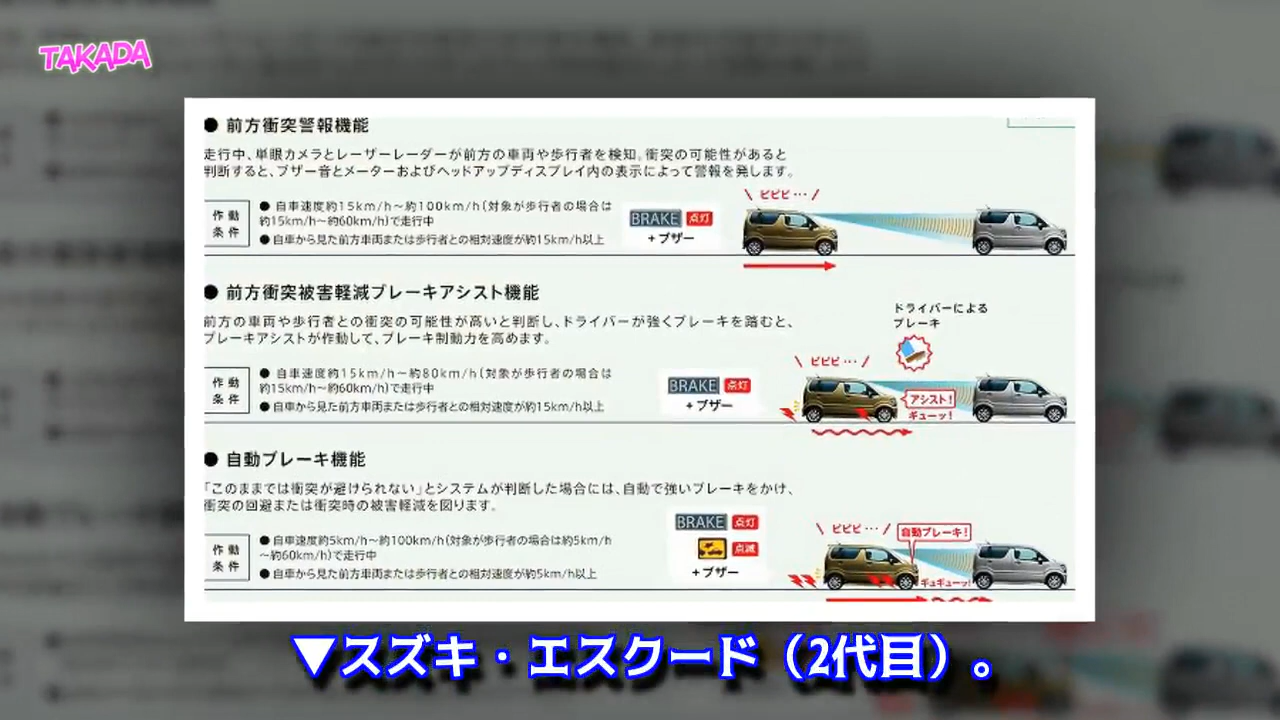 TAKADA
● 前方衝突警報機能
走行中、単眼カメラとレーザーレーダーが前方の車両や歩行者を検知。衝突の可能性があると
判断すると、ブザー音とメーターおよびヘッドアップディスプレイ内の表示によって警報を発します。
作動
条件
● 自車速度約15km/h〜約100km/h(対象が歩行者の場合は
約15km/h〜約60km/h)で走行中
● 自車から見た前方車両または歩行者との相対速度が約15km/h以上
BRAKE 点灯
+ブザー
ピピピ…
● 前方衝突被害軽減ブレーキアシスト機能
前方の車両や歩行者との衝突の可能性が高いと判断し、ドライバーが強くブレーキを踏むと、
ブレーキアシストが作動して、ブレーキ制動力を高めます。
作動
条件
● 自車速度約15km/h〜約80km/h(対象が歩行者の場合は
約15km/h〜約60km/h)で走行中
● 自車から見た前方車両または歩行者との相対速度が約15km/h以上
BRAKE 点灯
+ブザー
ドライバーによる
ブレーキ
ピピピ…
アシスト!
ギューッ!
● 自動ブレーキ機能
「このままでは衝突が避けられない」とシステムが判断した場合には、自動で強いブレーキをかけ、
衝突の回避または衝突時の被害軽減を図ります。
作動
条件
● 自車速度約5km/h〜約100km/h(対象が歩行者の場合は約5km/h
〜約60km/h)で走行中
● 自車から見た前方車両または歩行者との相対速度が約5km/h以上
BRAKE 点灯
点滅
+ブザー
ピピピ…
自動ブレーキ!
ギュギューッ!
▼スズキ・エスクード（2代目）。